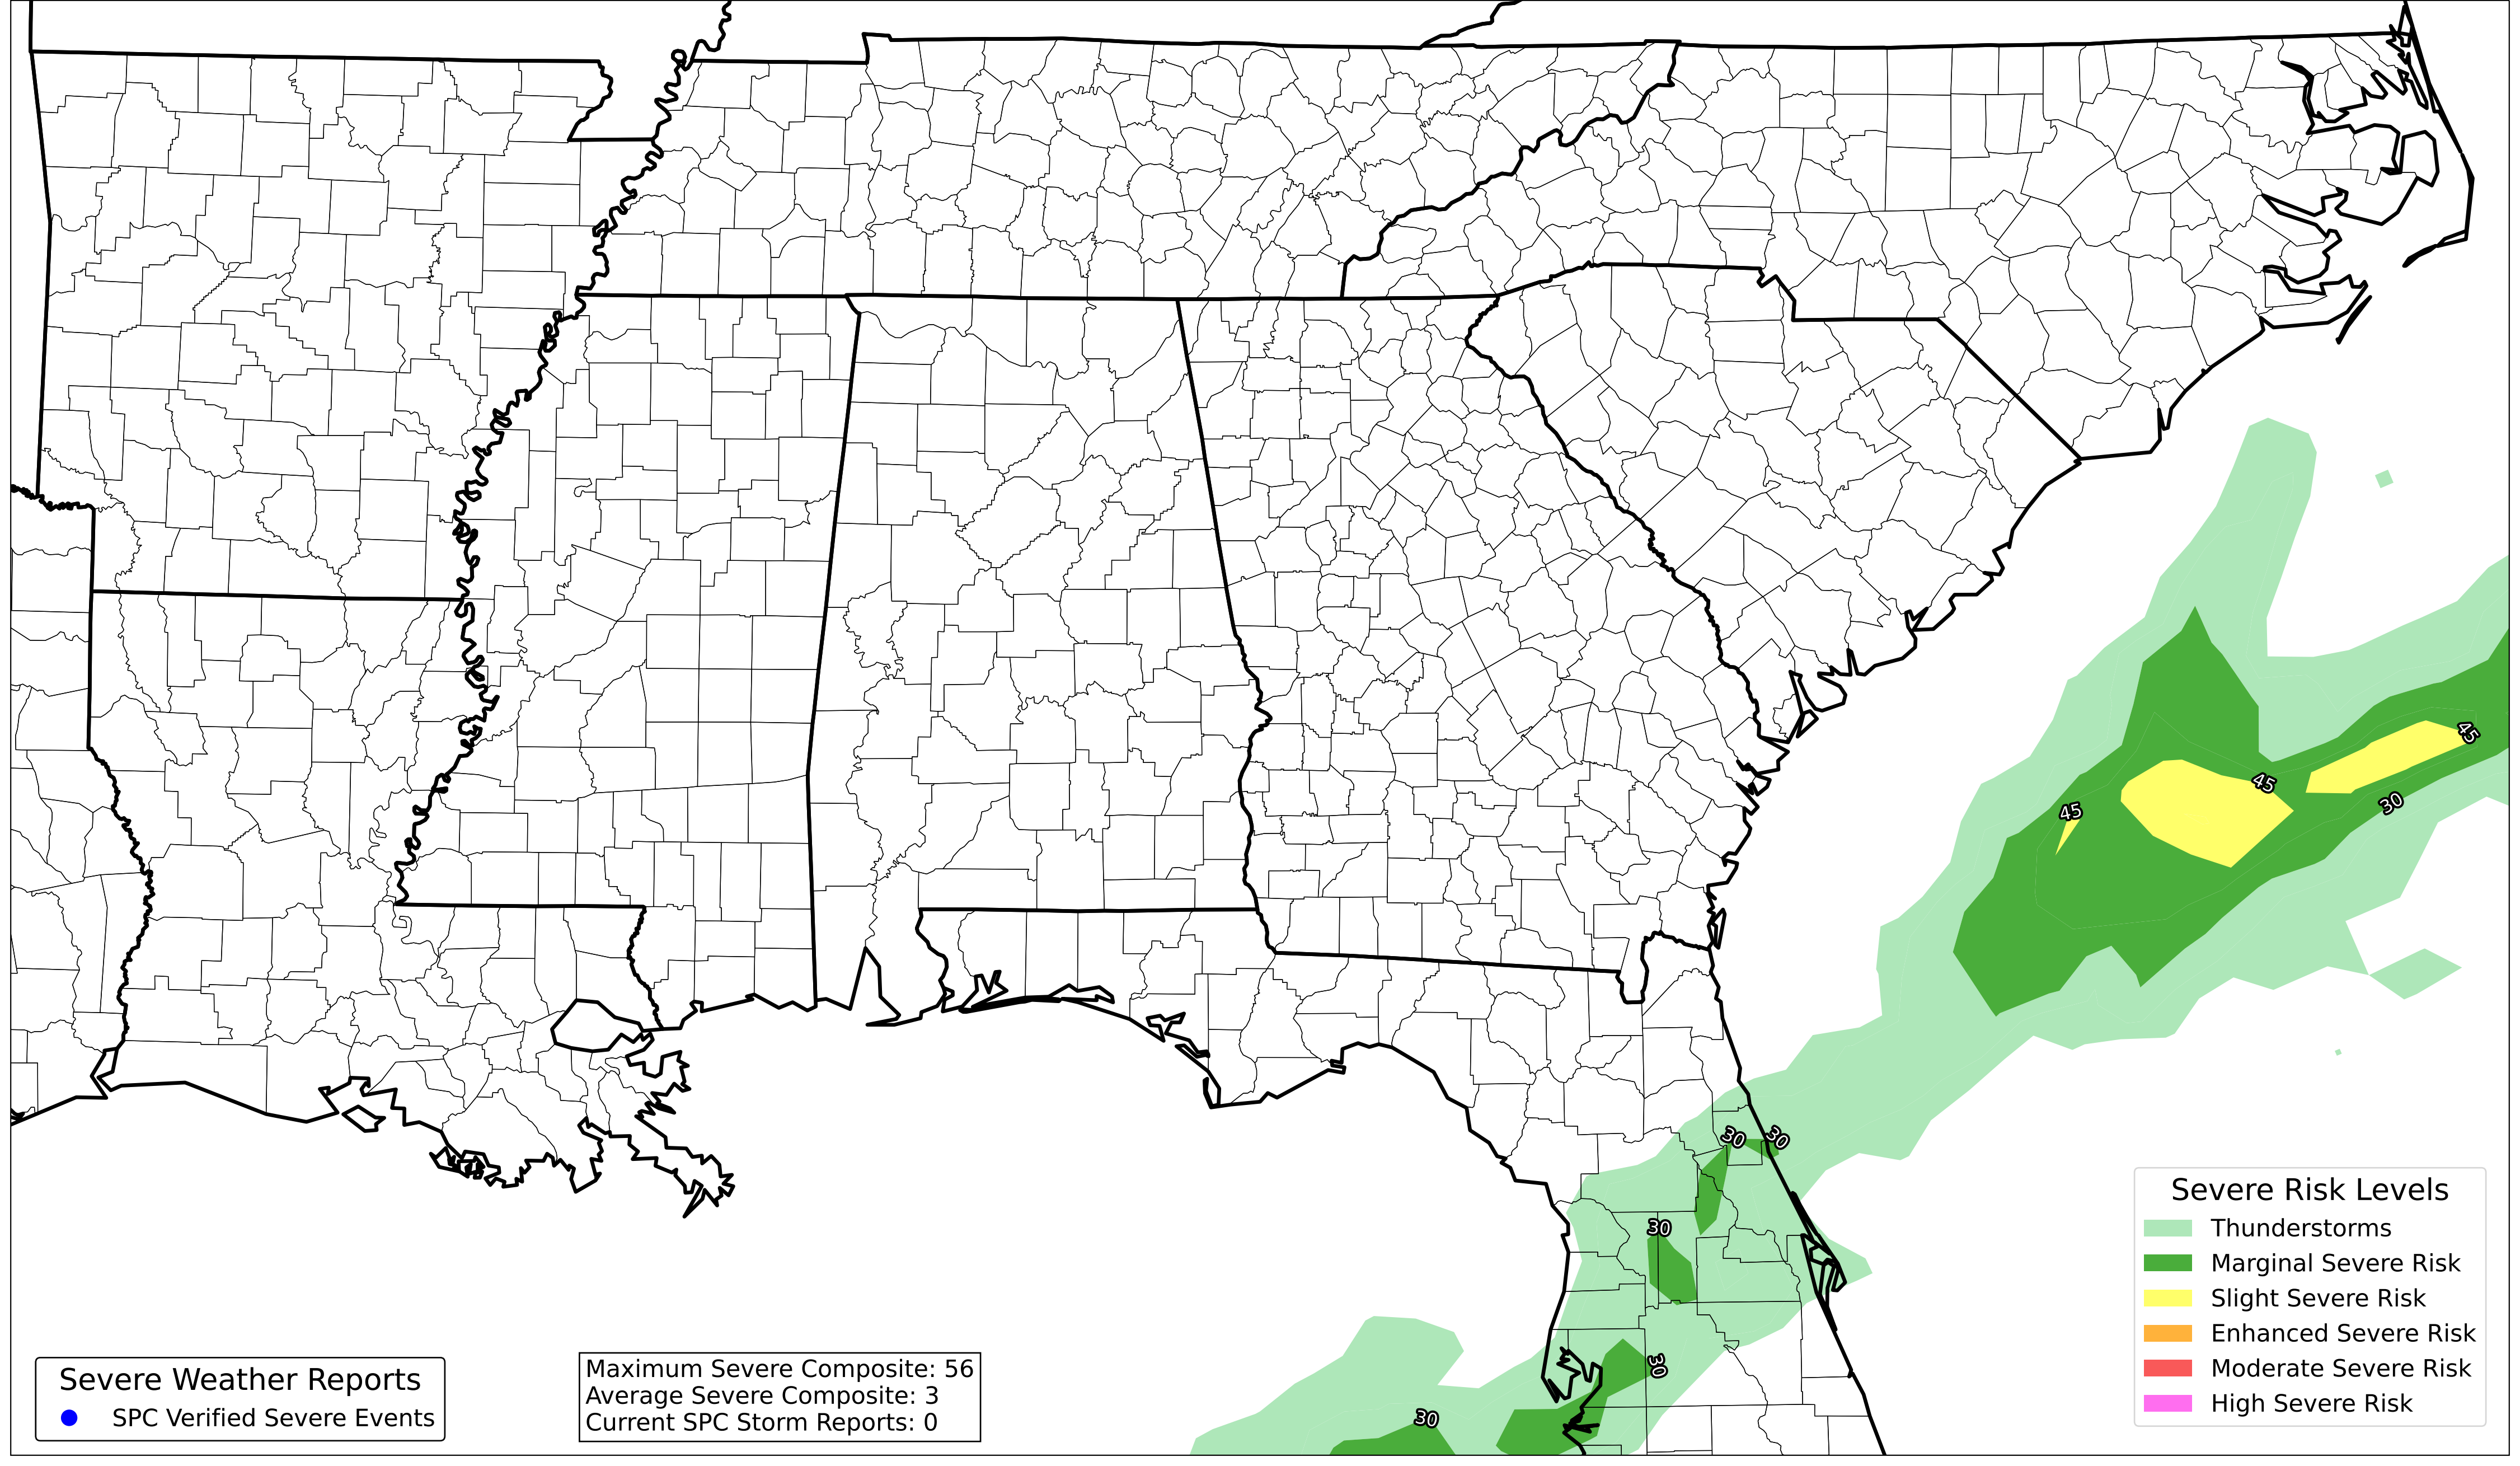 45
45
45
30
30
30
30
30
30
Severe Risk Levels
Thunderstorms
Marginal Severe Risk
Slight Severe Risk
Enhanced Severe Risk
Moderate Severe Risk
High Severe Risk
Severe Weather Reports
SPC Verified Severe Events
Maximum Severe Composite: 56
Average Severe Composite: 3
Current SPC Storm Reports: 0